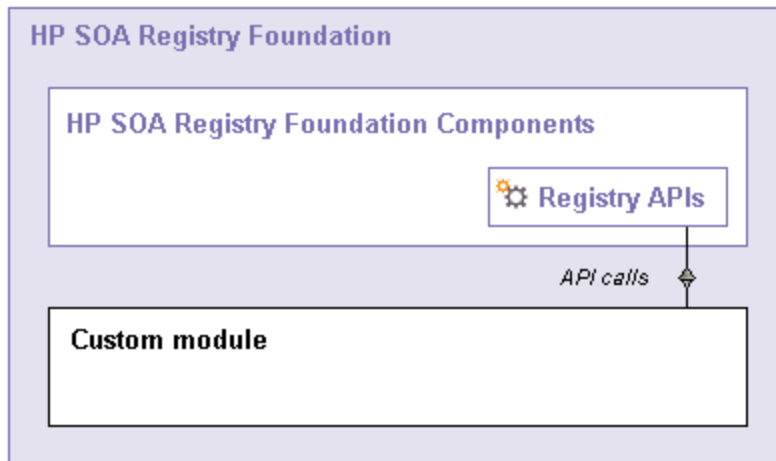 HP SOA Registry Foundation
HP SOA Registry Foundation Components
Registry APIs
API calls
Custom module